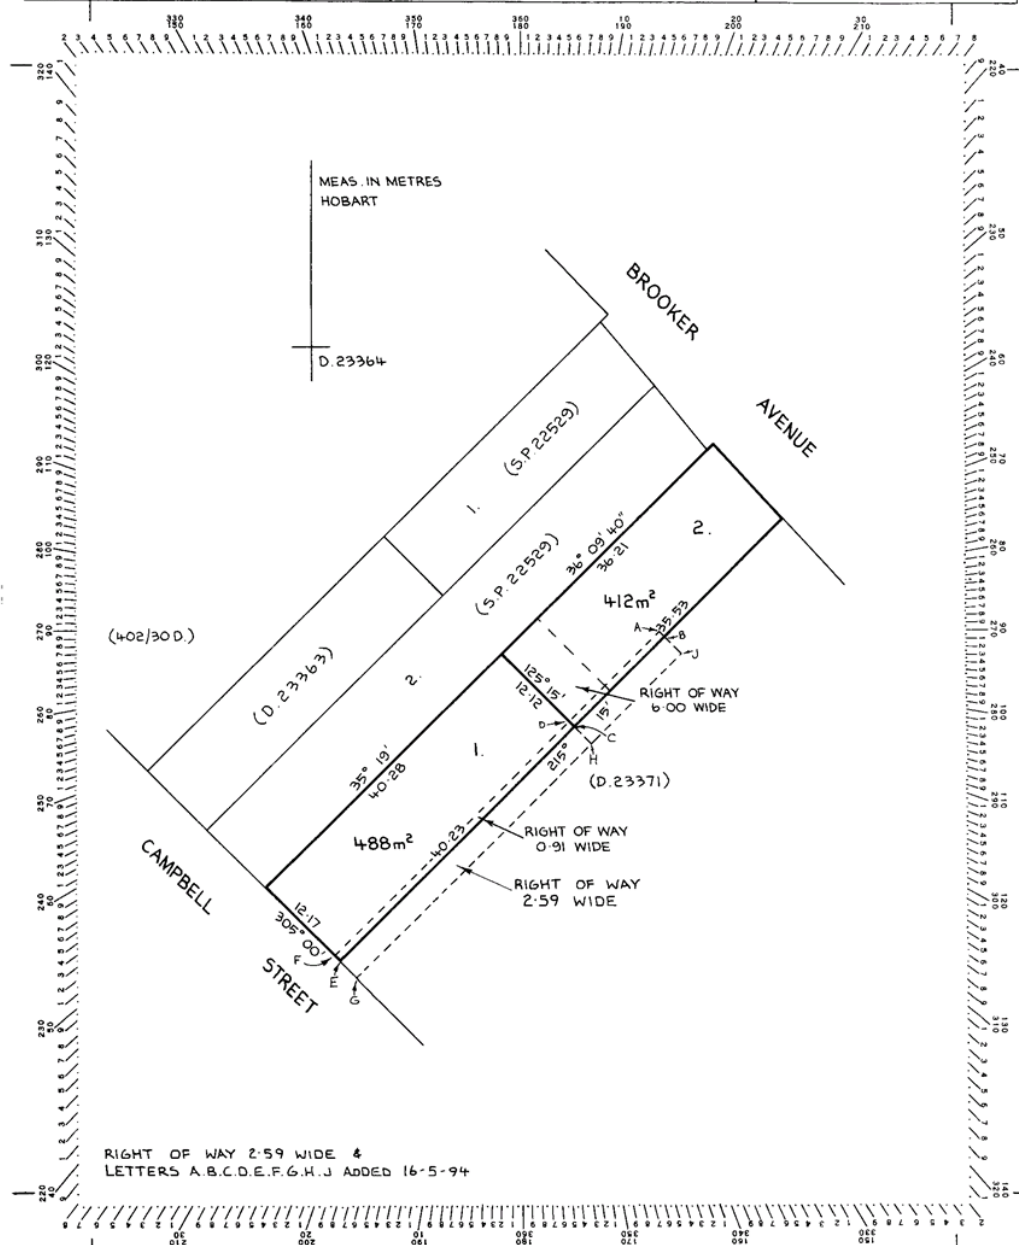 MEAS. IN METRES
HOBART
D.23364
BROOKER
AVENUE
1. (S.P. 22529)
2. (S.P. 22529)
(402/30 D.)
(D. 23363)
36° 09' 40"
36·21
2.
412m²
35·53
A
B
J
125° 15'
12·12
RIGHT OF WAY
6·00 WIDE
D
C
H
215° 15'
(D.23371)
1.
35° 19'
40·28
488m²
40·23
RIGHT OF WAY
0·91 WIDE
RIGHT OF WAY
2·59 WIDE
CAMPBELL
STREET
12·17
305° 00'
F
E
G
RIGHT OF WAY 2·59 WIDE &
LETTERS A.B.C.D.E.F.G.H.J ADDED 16-5-94